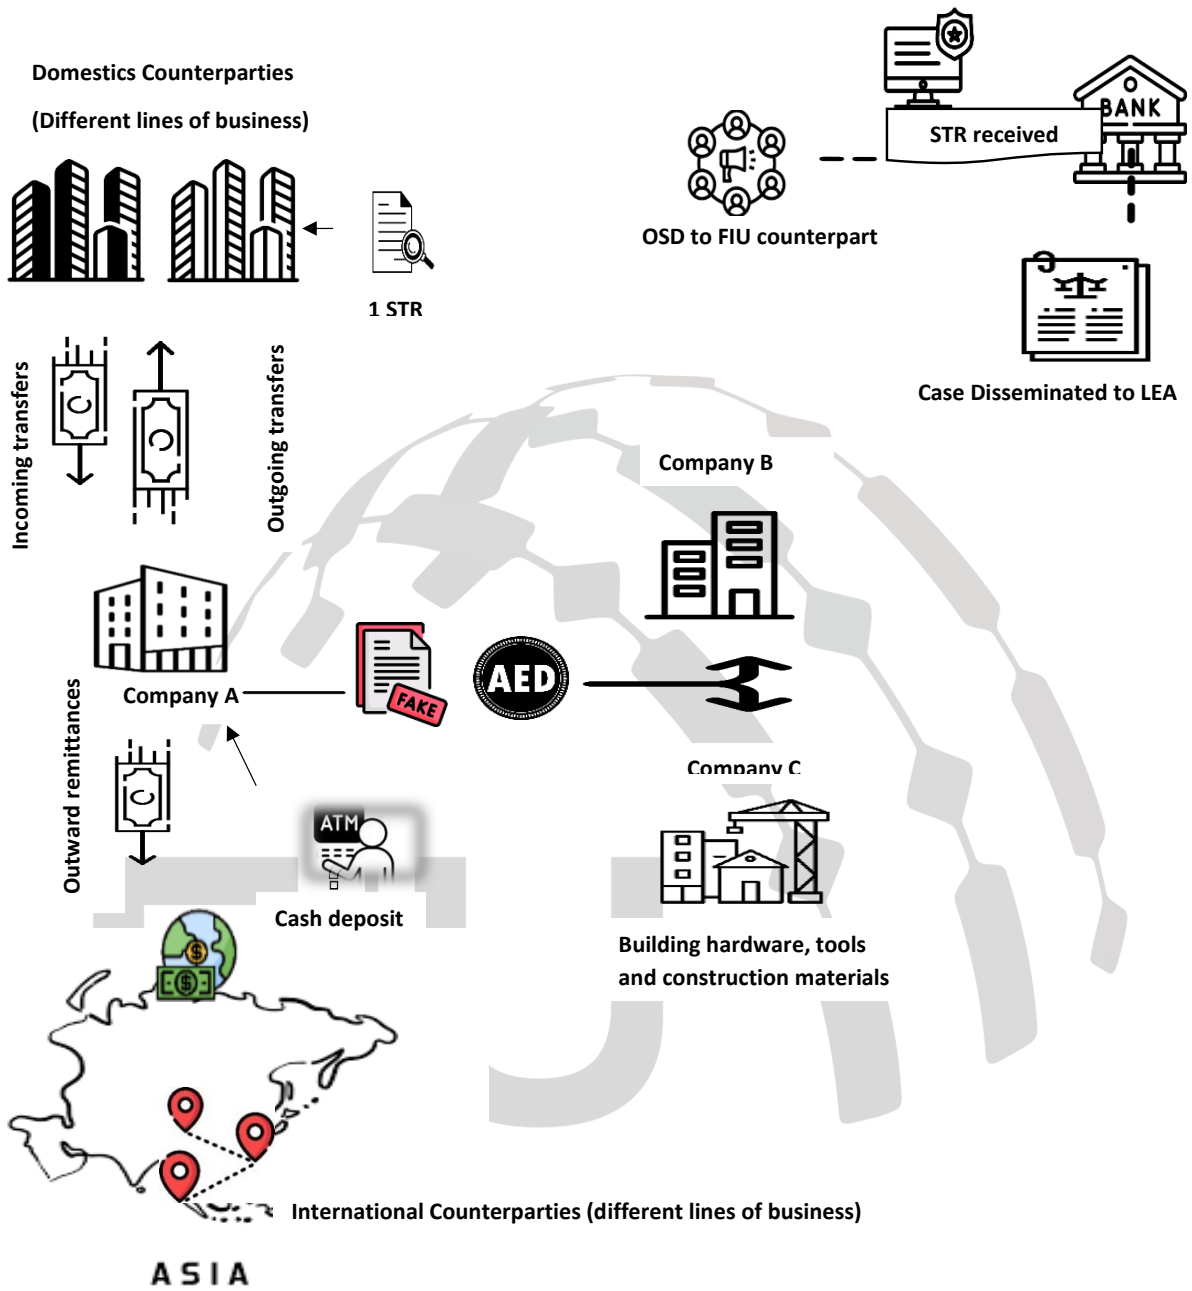 Domestics Counterparties
(Different lines of business)
BANK
STR received
OSD to FIU counterpart
1 STR
Case Disseminated to LEA
Incoming transfers
Outgoing transfers
Company B
Company A
FAKE
AED
Outward remittances
Company C
ATM
Cash deposit
Building hardware, tools
and construction materials
International Counterparties (different lines of business)
ASIA